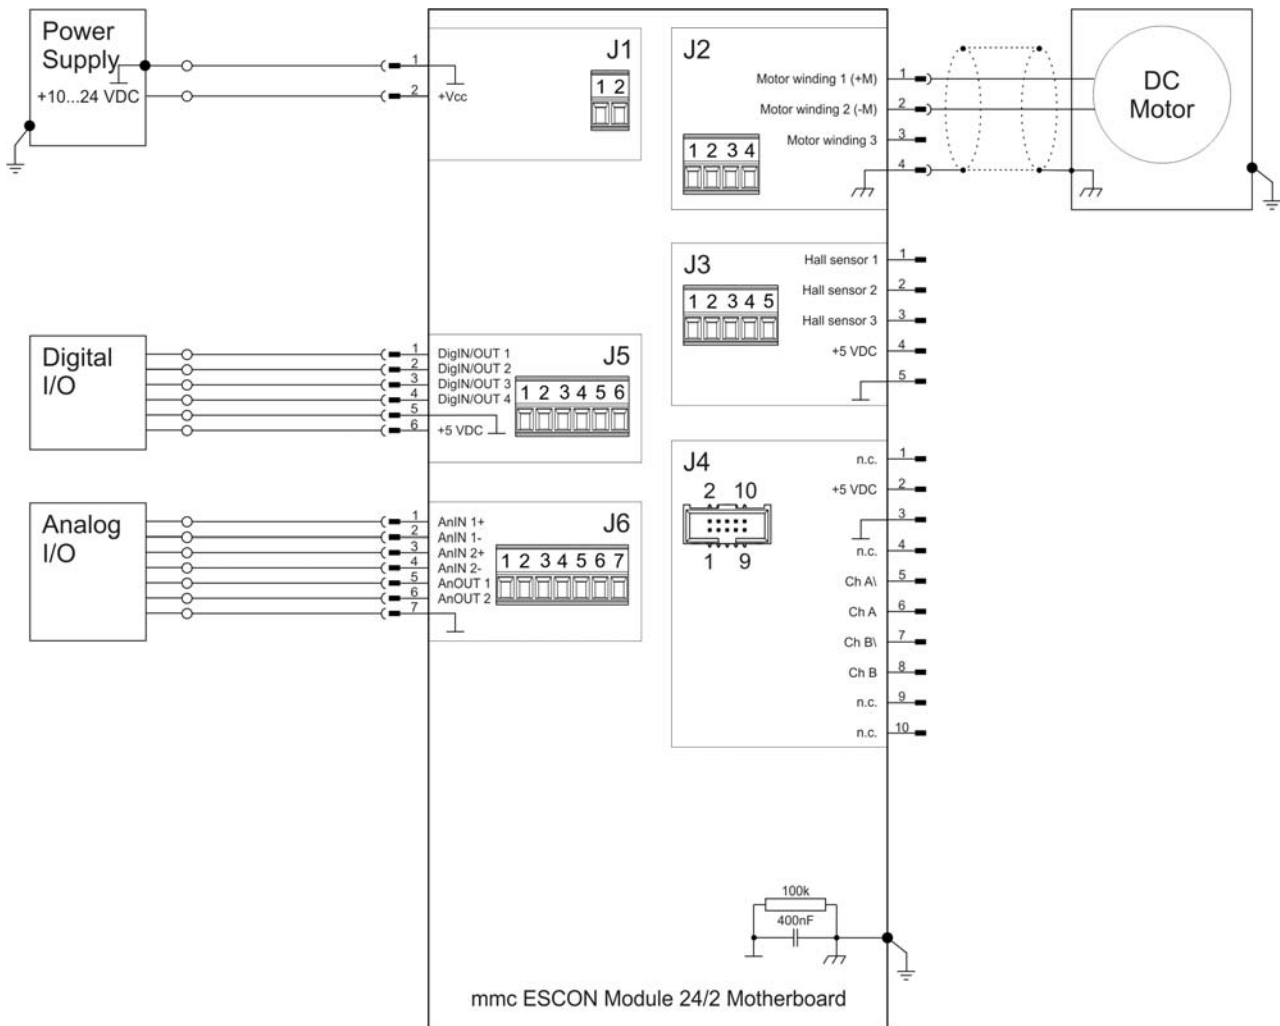 Power
Supply
+10...24 VDC
1
2
+Vcc
J1
1 2
J2
Motor winding 1 (+M)
1
Motor winding 2 (-M)
2
Motor winding 3
3
4
1 2 3 4
DC
Motor
J3
1 2 3 4 5
Hall sensor 1
1
Hall sensor 2
2
Hall sensor 3
3
+5 VDC
4
5
Digital
I/O
1
DigIN/OUT 1
2
DigIN/OUT 2
3
DigIN/OUT 3
4
DigIN/OUT 4
5
6
+5 VDC
J5
1 2 3 4 5 6
J4
2 10
1 9
n.c.
1
+5 VDC
2
3
n.c.
4
Ch A\
5
Ch A
6
Ch B\
7
Ch B
8
n.c.
9
n.c.
10
Analog
I/O
1
AnIN 1+
2
AnIN 1-
3
AnIN 2+
4
AnIN 2-
5
AnOUT 1
6
AnOUT 2
7
J6
1 2 3 4 5 6 7
100k
400nF
mmc ESCON Module 24/2 Motherboard